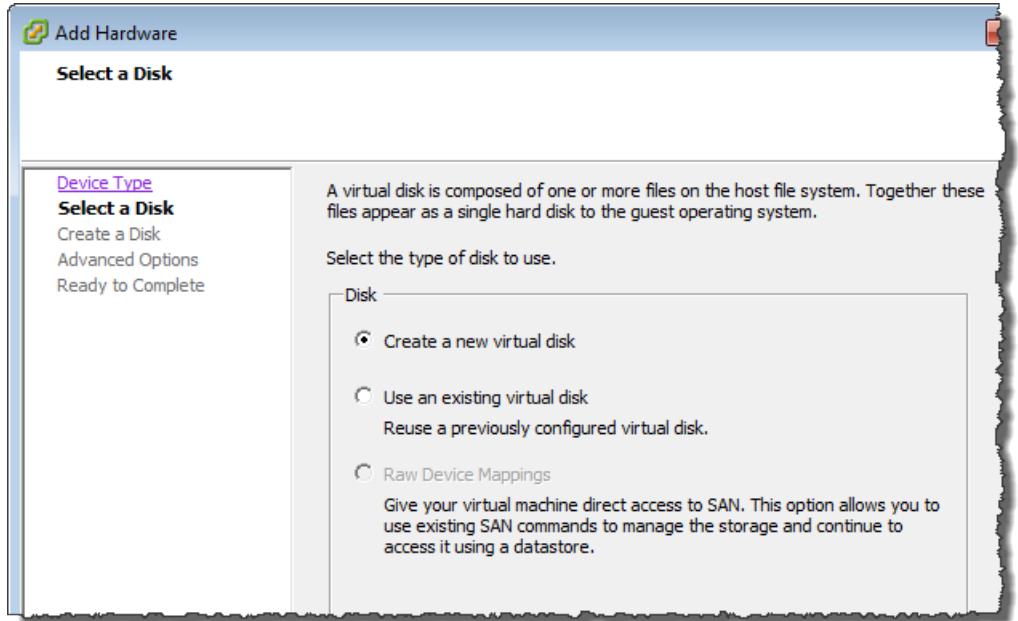 Add Hardware
Select a Disk
Device Type
Select a Disk
Create a Disk
Advanced Options
Ready to Complete
A virtual disk is composed of one or more files on the host file system. Together these
files appear as a single hard disk to the guest operating system.
Select the type of disk to use.
Disk
Create a new virtual disk
Use an existing virtual disk
Reuse a previously configured virtual disk.
Raw Device Mappings
Give your virtual machine direct access to SAN. This option allows you to
use existing SAN commands to manage the storage and continue to
access it using a datastore.